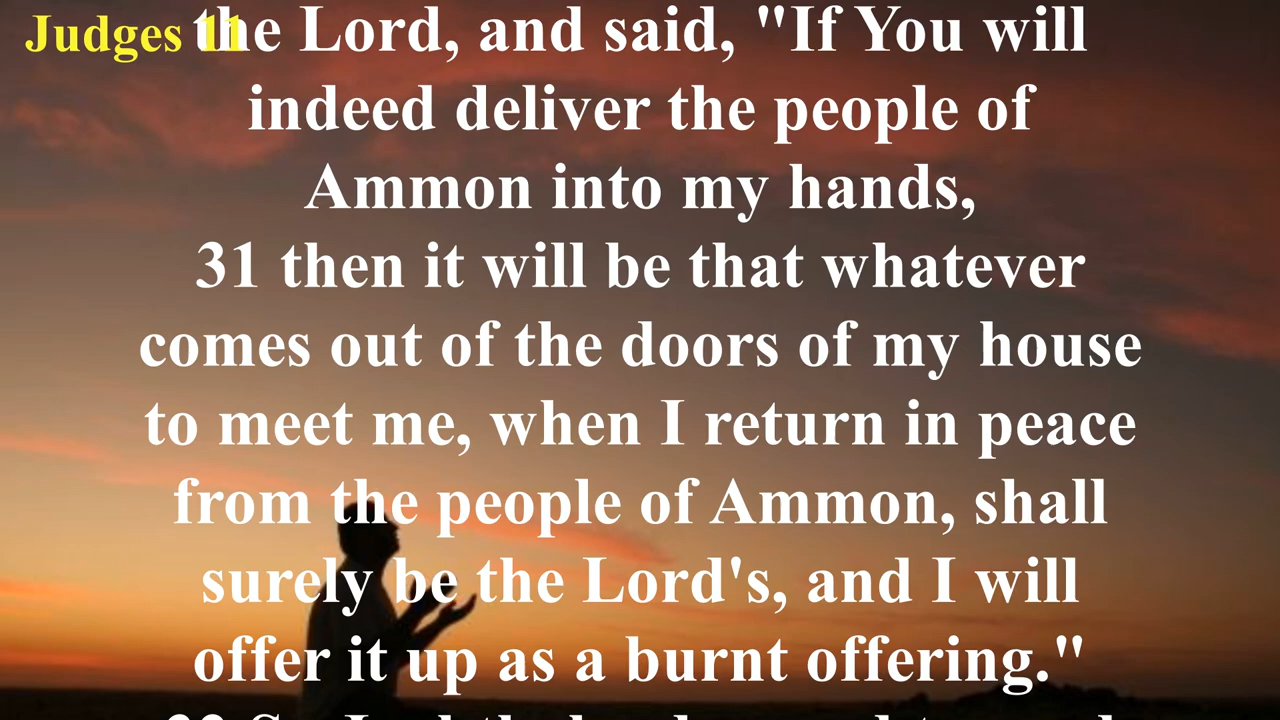 Judges 11
the Lord, and said, "If You will
indeed deliver the people of
Ammon into my hands,
31 then it will be that whatever
comes out of the doors of my house
to meet me, when I return in peace
from the people of Ammon, shall
surely be the Lord's, and I will
offer it up as a burnt offering."